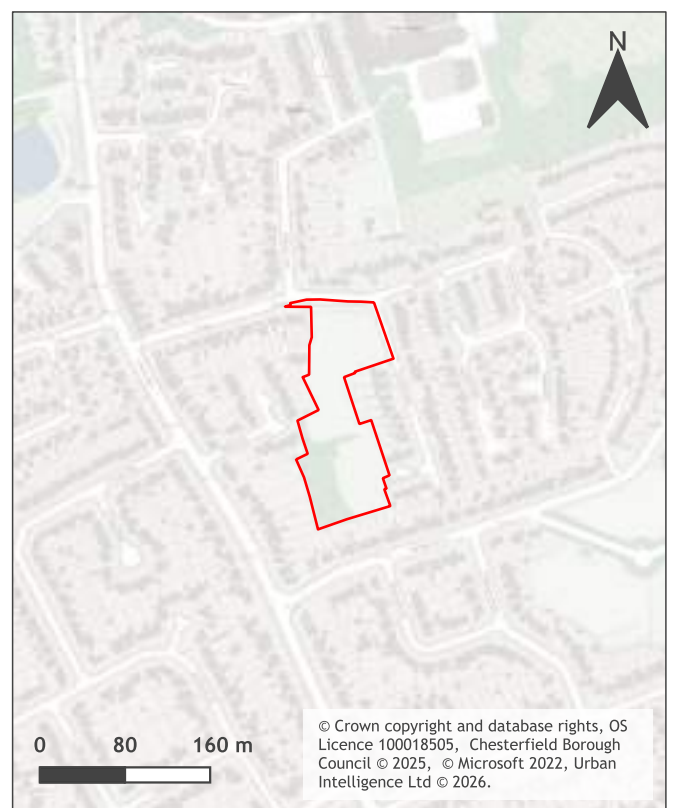 N
0 80 160 m
© Crown copyright and database rights, OS
Licence 100018505, Chesterfield Borough
Council © 2025, © Microsoft 2022, Urban
Intelligence Ltd © 2026.